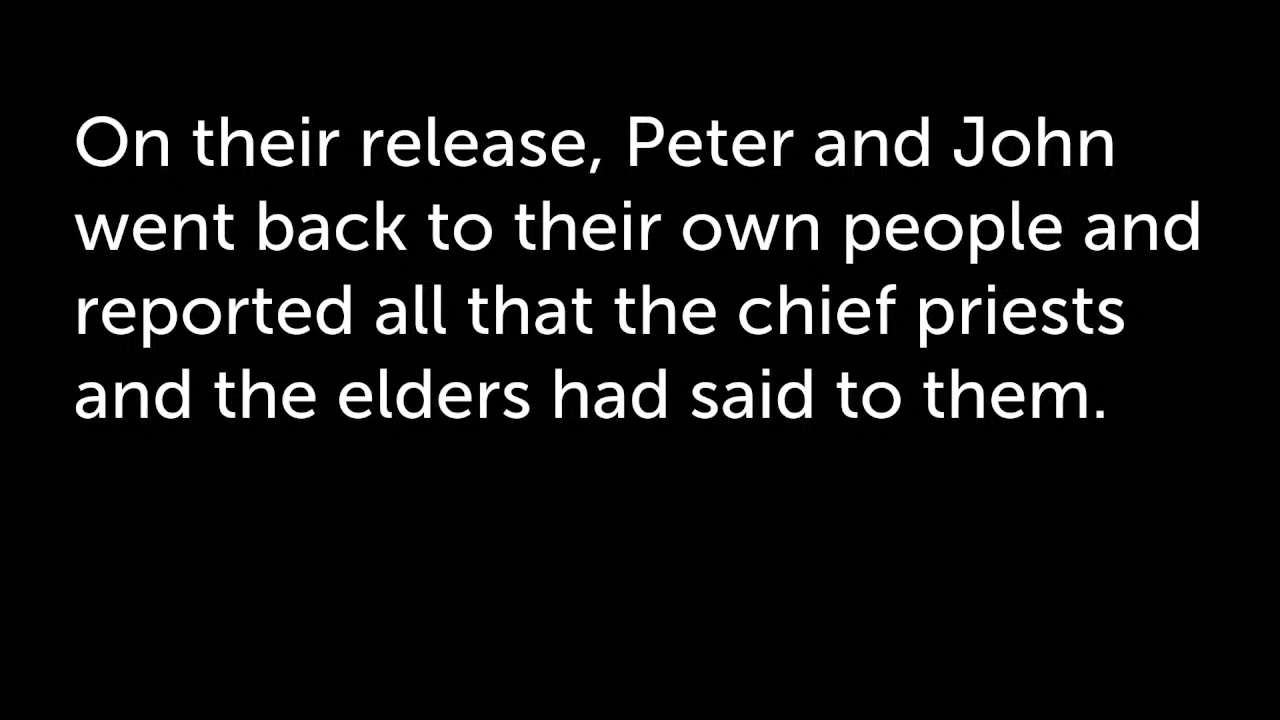 On their release, Peter and John
went back to their own people and
reported all that the chief priests
and the elders had said to them.